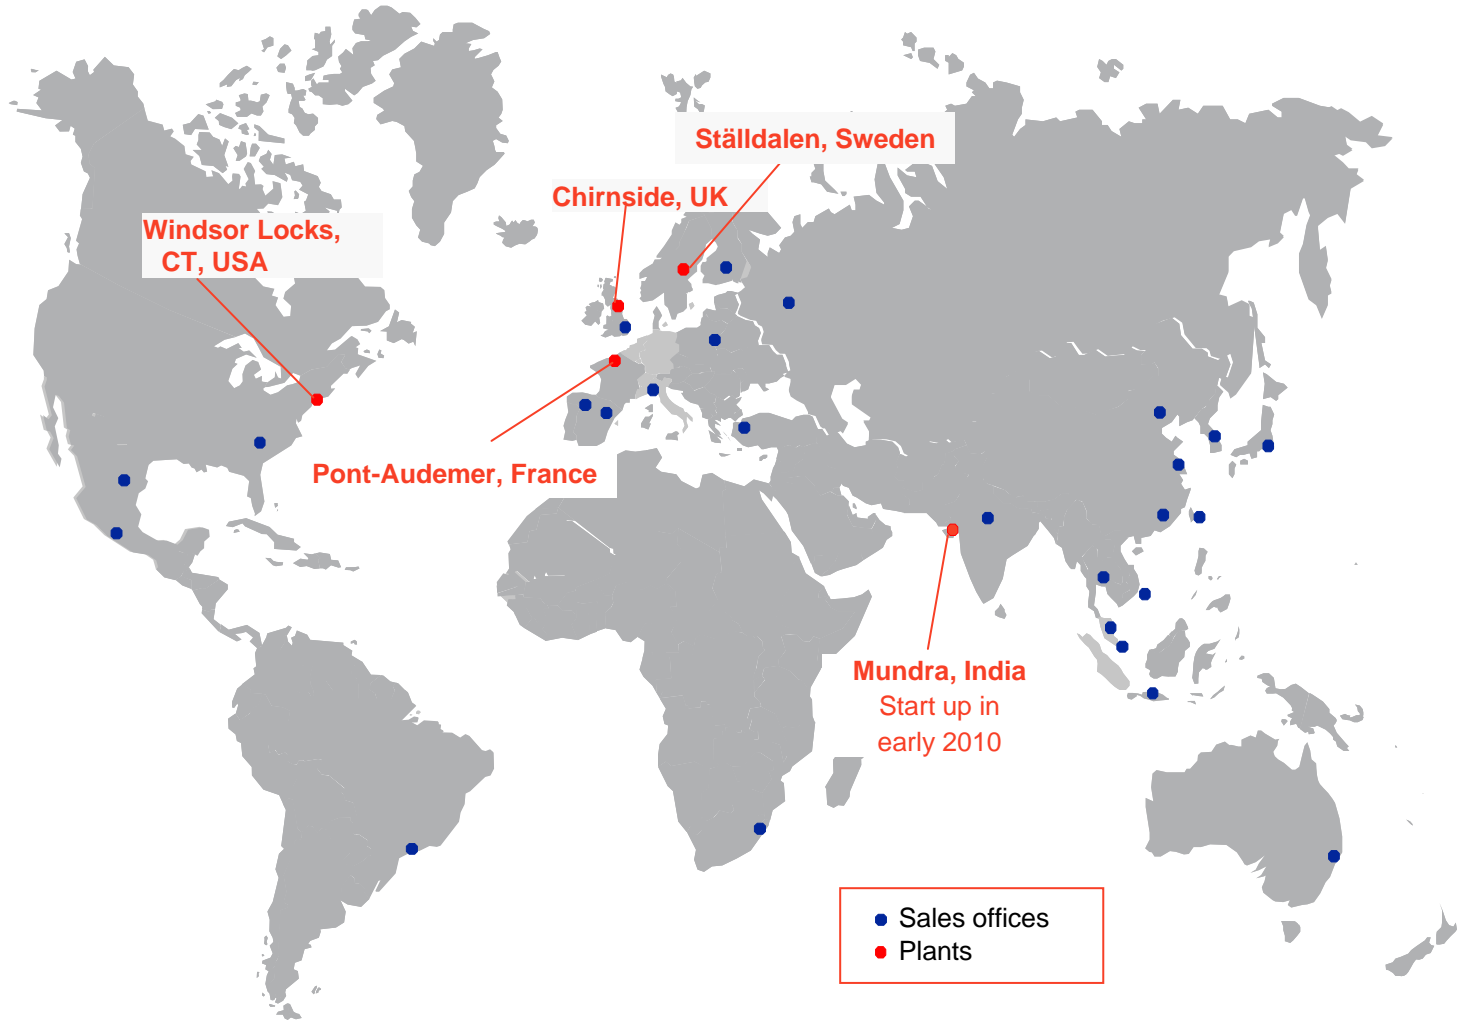 Ställdalen, Sweden
Chirnside, UK
Windsor Locks,
CT, USA
Pont-Audemer, France
Mundra, India
Start up in
early 2010
Sales offices
Plants